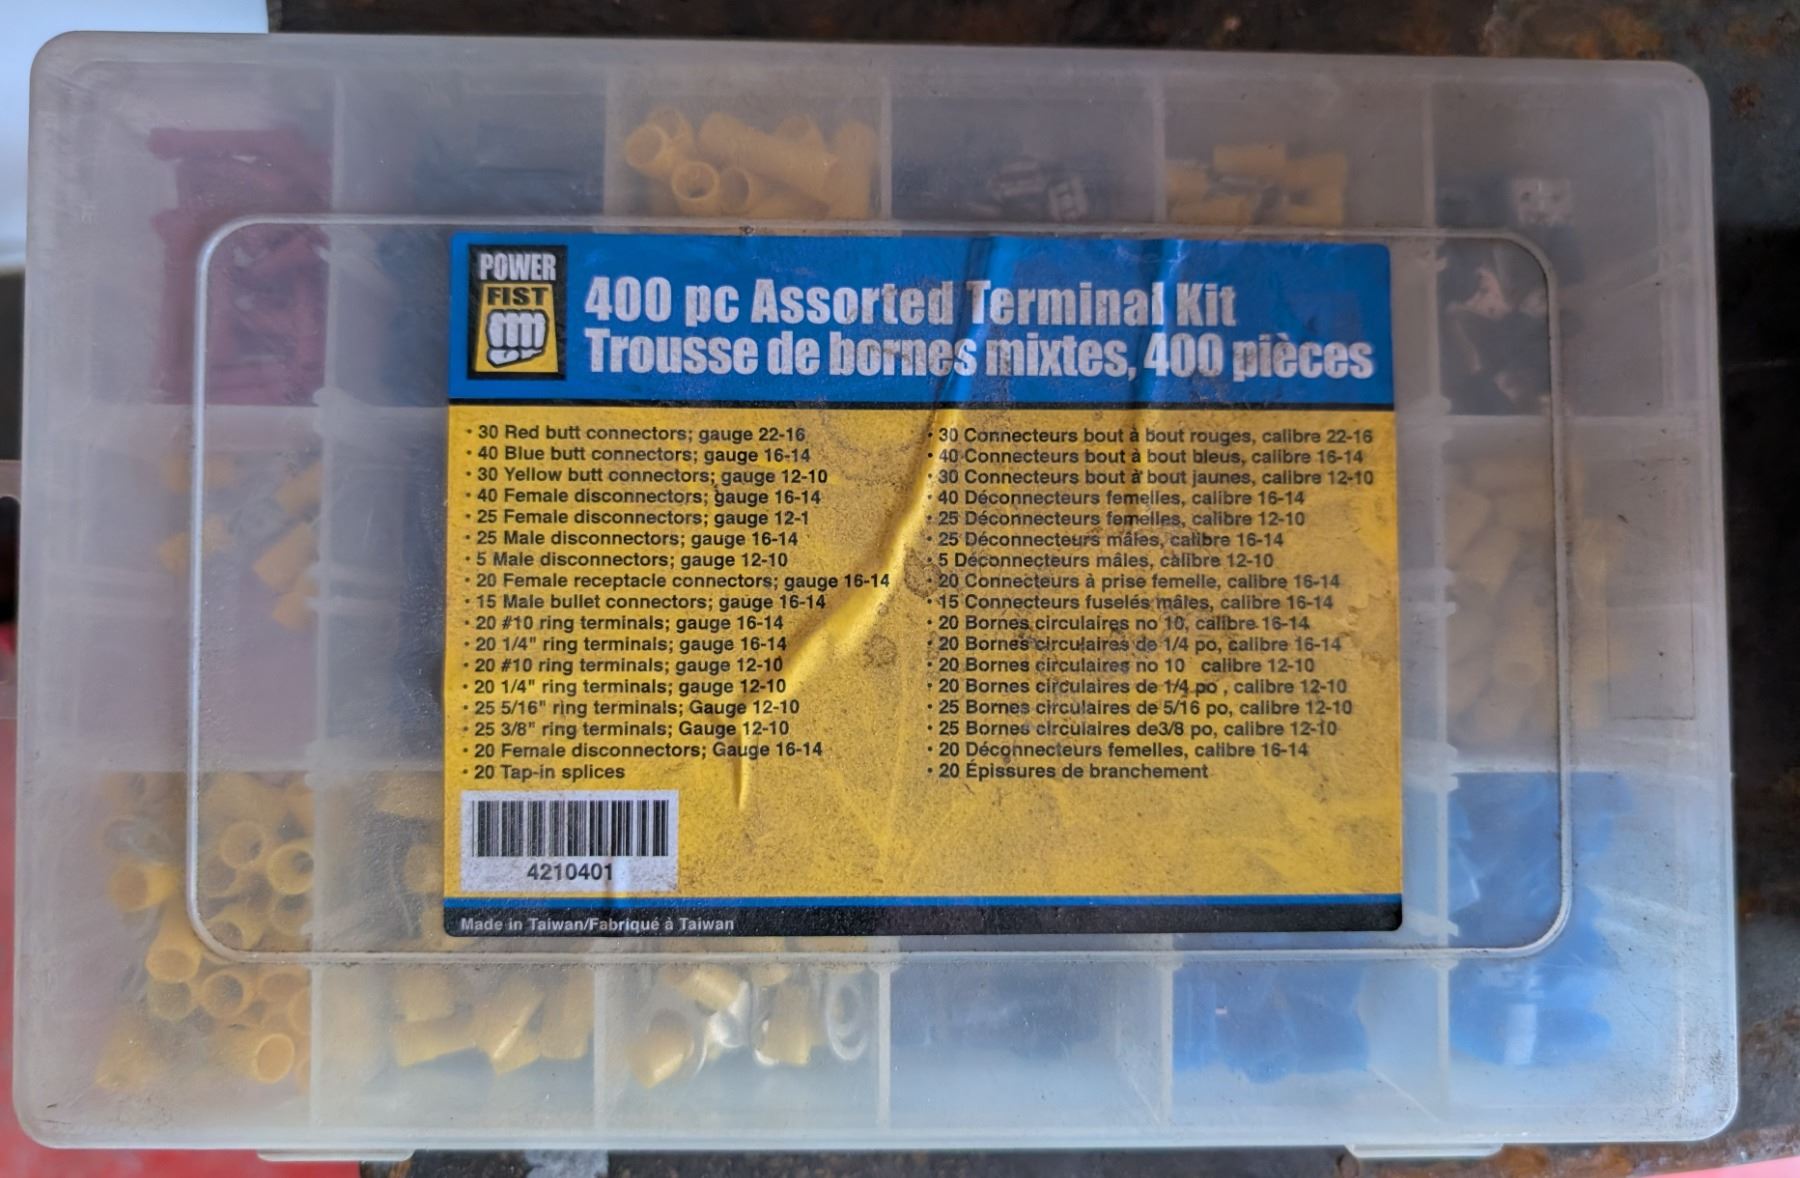 POWER
FIST
400 pc Assorted Terminal Kit
Trousse de bornes mixtes, 400 pièces
• 30 Red butt connectors; gauge 22-16
• 40 Blue butt connectors; gauge 16-14
• 30 Yellow butt connectors; gauge 12-10
• 40 Female disconnectors; gauge 16-14
• 25 Female disconnectors; gauge 12-1
• 25 Male disconnectors; gauge 16-14
• 5 Male disconnectors; gauge 12-10
• 20 Female receptacle connectors; gauge 16-14
• 15 Male bullet connectors; gauge 16-14
• 20 #10 ring terminals; gauge 16-14
• 20 1/4" ring terminals; gauge 16-14
• 20 #10 ring terminals; gauge 12-10
• 20 1/4" ring terminals; gauge 12-10
• 25 5/16" ring terminals; Gauge 12-10
• 25 3/8" ring terminals; Gauge 12-10
• 20 Female disconnectors; Gauge 16-14
• 20 Tap-in splices
• 30 Connecteurs bout à bout rouges, calibre 22-16
• 40 Connecteurs bout à bout bleus, calibre 16-14
• 30 Connecteurs bout à bout jaunes, calibre 12-10
• 40 Déconnecteurs femelles, calibre 16-14
• 25 Déconnecteurs femelles, calibre 12-10
• 25 Déconnecteurs mâles, calibre 16-14
• 5 Déconnecteurs mâles, calibre 12-10
• 20 Connecteurs à prise femelle, calibre 16-14
• 15 Connecteurs fuselés mâles, calibre 16-14
• 20 Bornes circulaires no 10, calibre 16-14
• 20 Bornes circulaires de 1/4 po, calibre 16-14
• 20 Bornes circulaires no 10 calibre 12-10
• 20 Bornes circulaires de 1/4 po , calibre 12-10
• 25 Bornes circulaires de 5/16 po, calibre 12-10
• 25 Bornes circulaires de3/8 po, calibre 12-10
• 20 Déconnecteurs femelles, calibre 16-14
• 20 Épissures de branchement
4210401
Made in Taiwan/Fabriqué à Taiwan